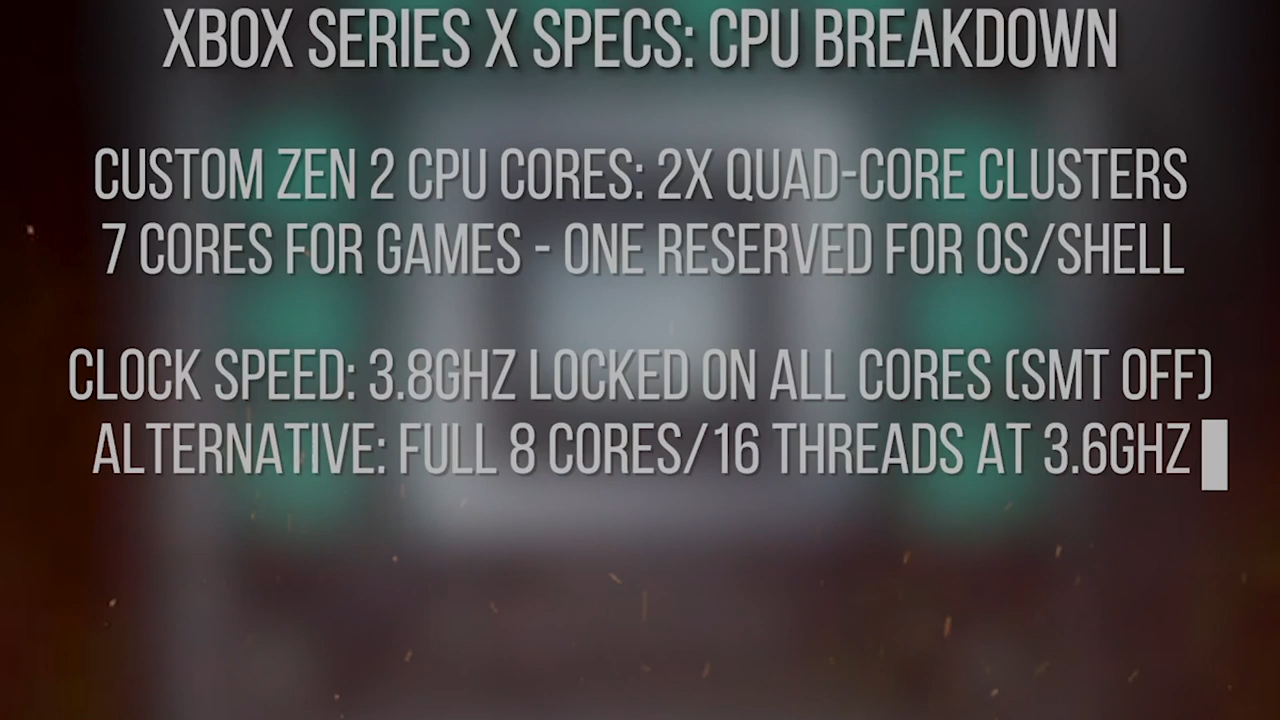 XBOX SERIES X SPECS: CPU BREAKDOWN
CUSTOM ZEN 2 CPU CORES: 2X QUAD-CORE CLUSTERS
7 CORES FOR GAMES - ONE RESERVED FOR OS/SHELL
CLOCK SPEED: 3.8GHZ LOCKED ON ALL CORES (SMT OFF)
ALTERNATIVE: FULL 8 CORES/16 THREADS AT 3.6GHZ